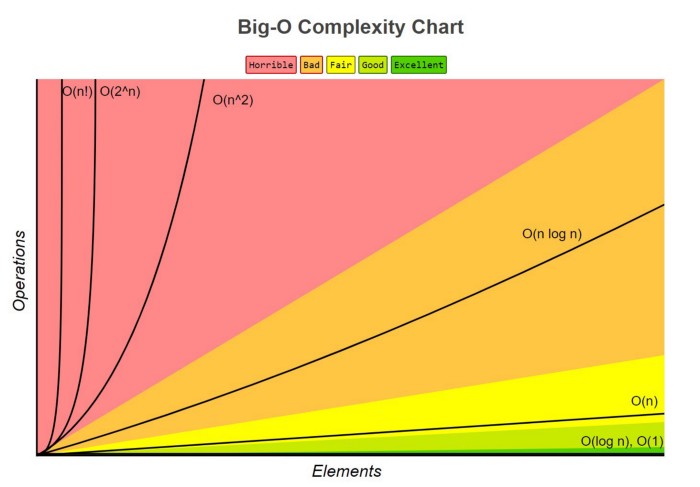 Big-O Complexity Chart
Horrible Bad Fair Good Excellent
O(n!) O(2^n) O(n^2)
O(n log n)
O(n)
O(log n), O(1)
Operations
Elements